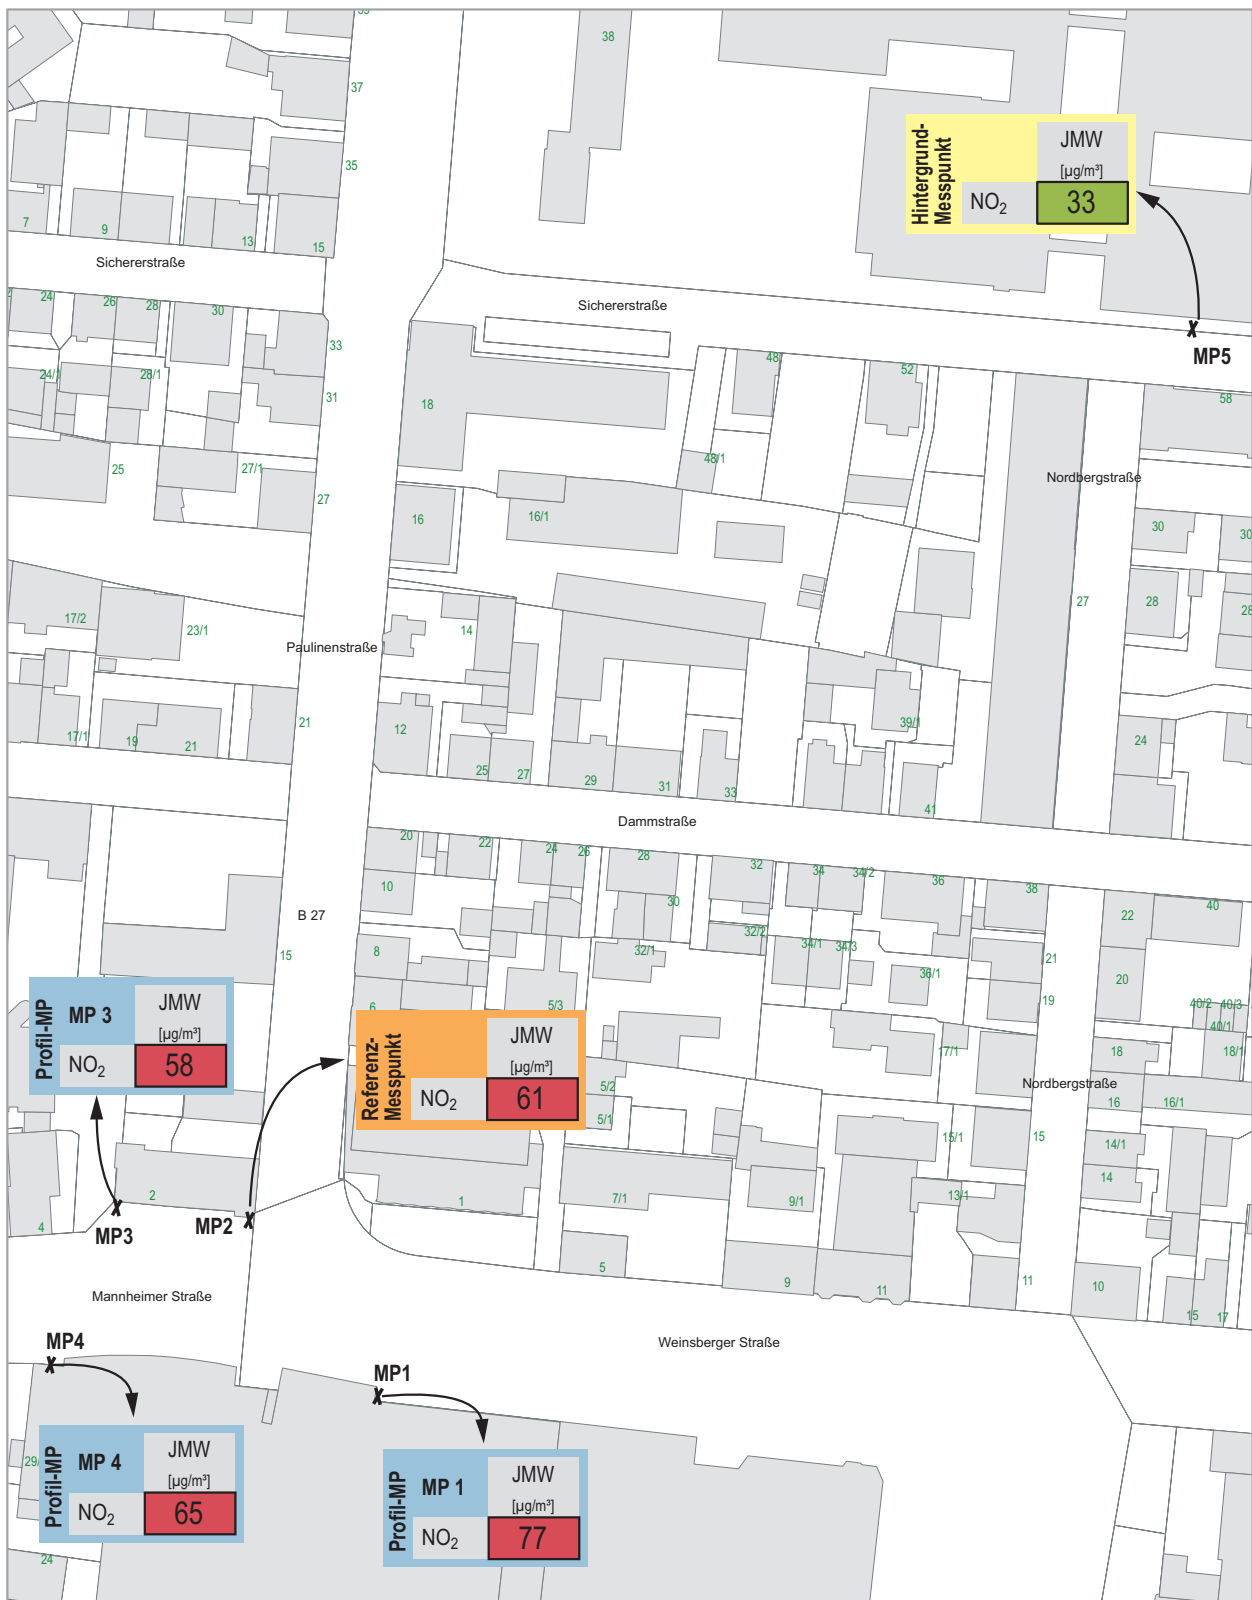 38
37
35
7
9
13
15
Sichererstraße
Hintergrund-
Messpunkt
JMW
[µg/m³]
NO₂
33
Sichererstraße
MP5
24
26
28
30
33
24/1
28/1
31
18
48
52
58
25
27/1
27
48/1
Nordbergstraße
16
16/1
30
30
17/2
23/1
Paulinenstraße
14
27
28
28
17/1
19
21
21
12
25
27
29
31
33
39/1
41
24
Dammstraße
20
22
24
26
28
32
34
34/2
36
38
10
30
22
40
B 27
15
8
32/1
32/2
34/1
34/3
36/1
21
20
6
5/3
19
40/2
40/3
40/1
Profil-MP
MP 3
JMW
[µg/m³]
NO₂
58
Referenz-
Messpunkt
JMW
[µg/m³]
NO₂
61
5/2
5/1
17/1
18
18/1
Nordbergstraße
16
16/1
15/1
15
14/1
14
2
4
MP3
MP2
1
7/1
9/1
13/1
5
9
11
11
10
15
17
Mannheimer Straße
Weinsberger Straße
MP4
MP1
29/
Profil-MP
MP 4
JMW
[µg/m³]
NO₂
65
Profil-MP
MP 1
JMW
[µg/m³]
NO₂
77
24